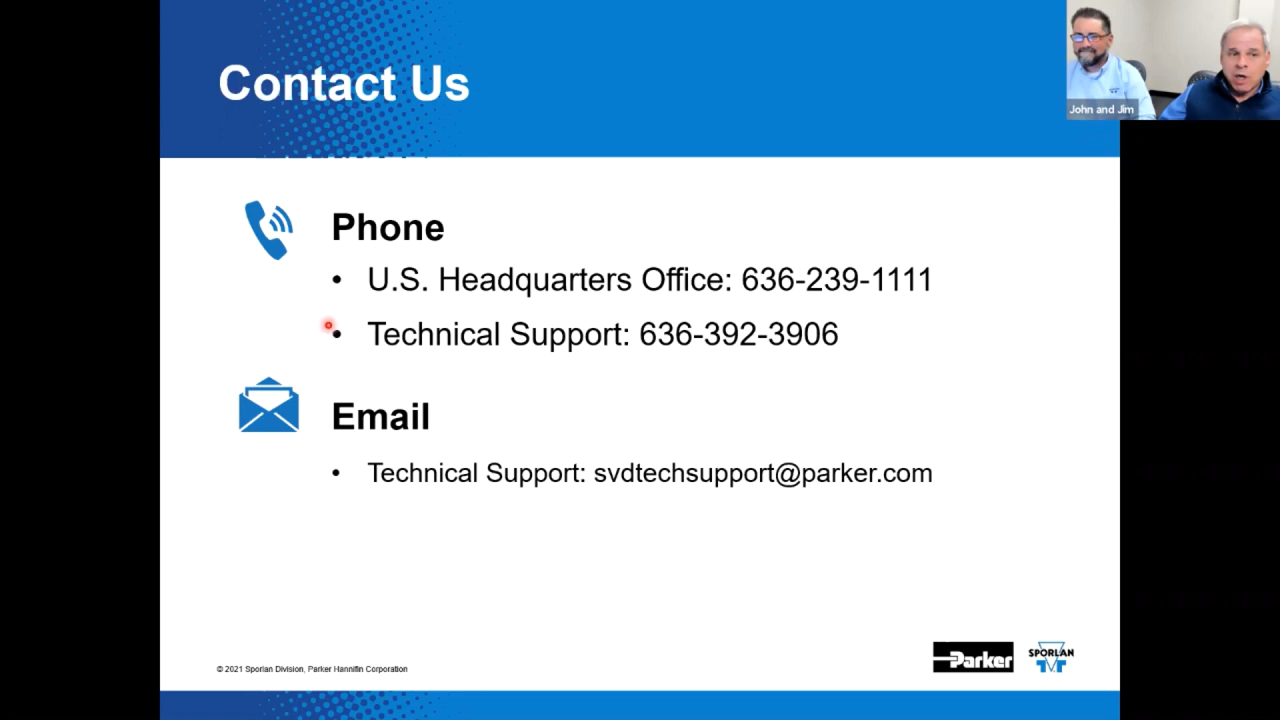 Contact Us
John and Jim
Phone
• U.S. Headquarters Office: 636-239-1111
• Technical Support: 636-392-3906
Email
• Technical Support: svdtechsupport@parker.com
© 2021 Sporlan Division, Parker Hannifin Corporation
Parker
SPORLAN